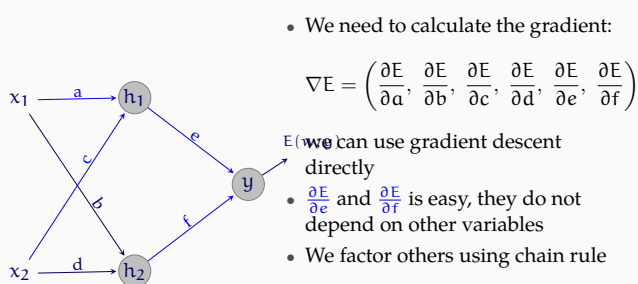 • We need to calculate the gradient:
∇E = (∂E/∂a, ∂E/∂b, ∂E/∂c, ∂E/∂d, ∂E/∂e, ∂E/∂f)
x₁
a
h₁
c
e
b
y
f
x₂
d
h₂
we can use gradient descent
directly
• ∂E/∂e and ∂E/∂f is easy, they do not
depend on other variables
• We factor others using chain rule